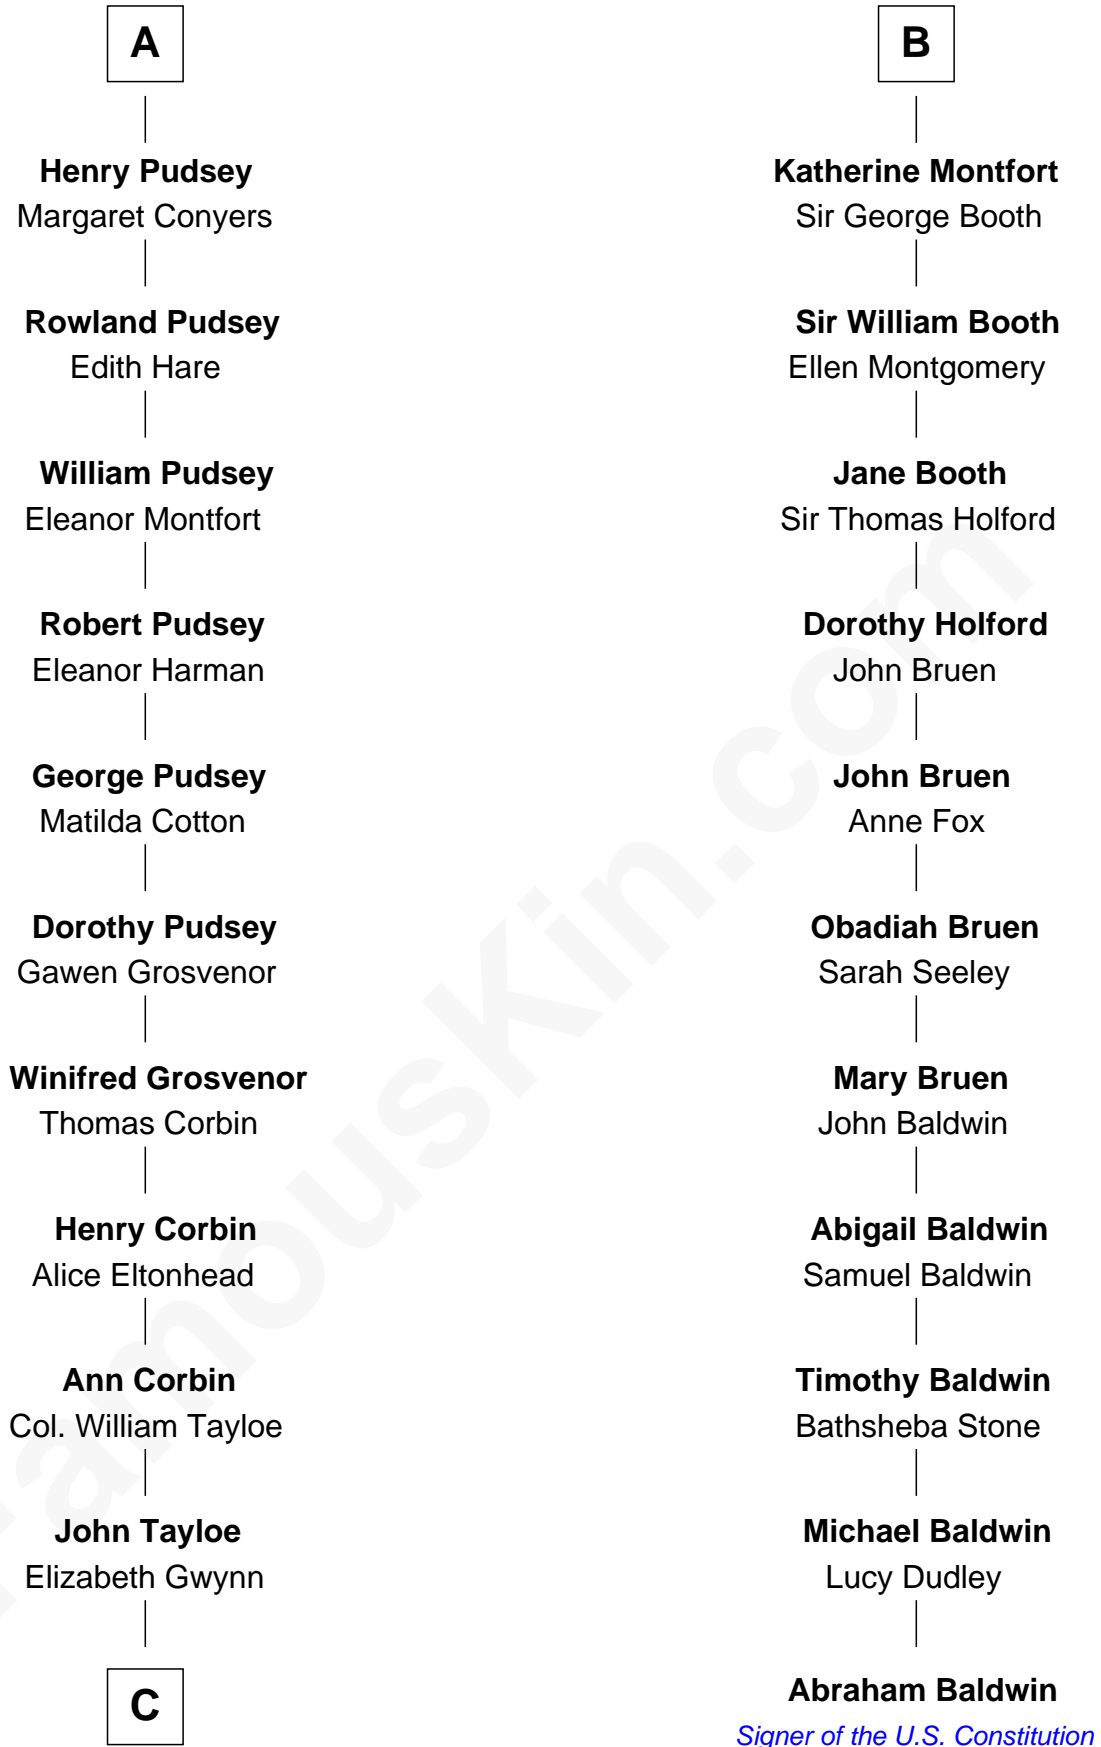 A
Henry Pudsey
Margaret Conyers
Rowland Pudsey
Edith Hare
William Pudsey
Eleanor Montfort
Robert Pudsey
Eleanor Harman
George Pudsey
Matilda Cotton
Dorothy Pudsey
Gawen Grosvenor
Winifred Grosvenor
Thomas Corbin
Henry Corbin
Alice Eltonhead
Ann Corbin
Col. William Tayloe
John Tayloe
Elizabeth Gwynn
C
B
Katherine Montfort
Sir George Booth
Sir William Booth
Ellen Montgomery
Jane Booth
Sir Thomas Holford
Dorothy Holford
John Bruen
John Bruen
Anne Fox
Obadiah Bruen
Sarah Seeley
Mary Bruen
John Baldwin
Abigail Baldwin
Samuel Baldwin
Timothy Baldwin
Bathsheba Stone
Michael Baldwin
Lucy Dudley
Abraham Baldwin
Signer of the U.S. Constitution
FamousKin.com